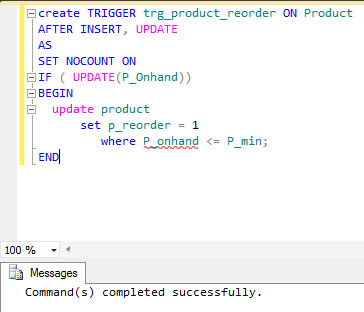 create TRIGGER trg_product_reorder ON Product
AFTER INSERT, UPDATE
AS
SET NOCOUNT ON
IF ( UPDATE(P_Onhand))
BEGIN
update product
set p_reorder = 1
where P_onhand <= P_min;
END
100 %
Messages
Command(s) completed successfully.